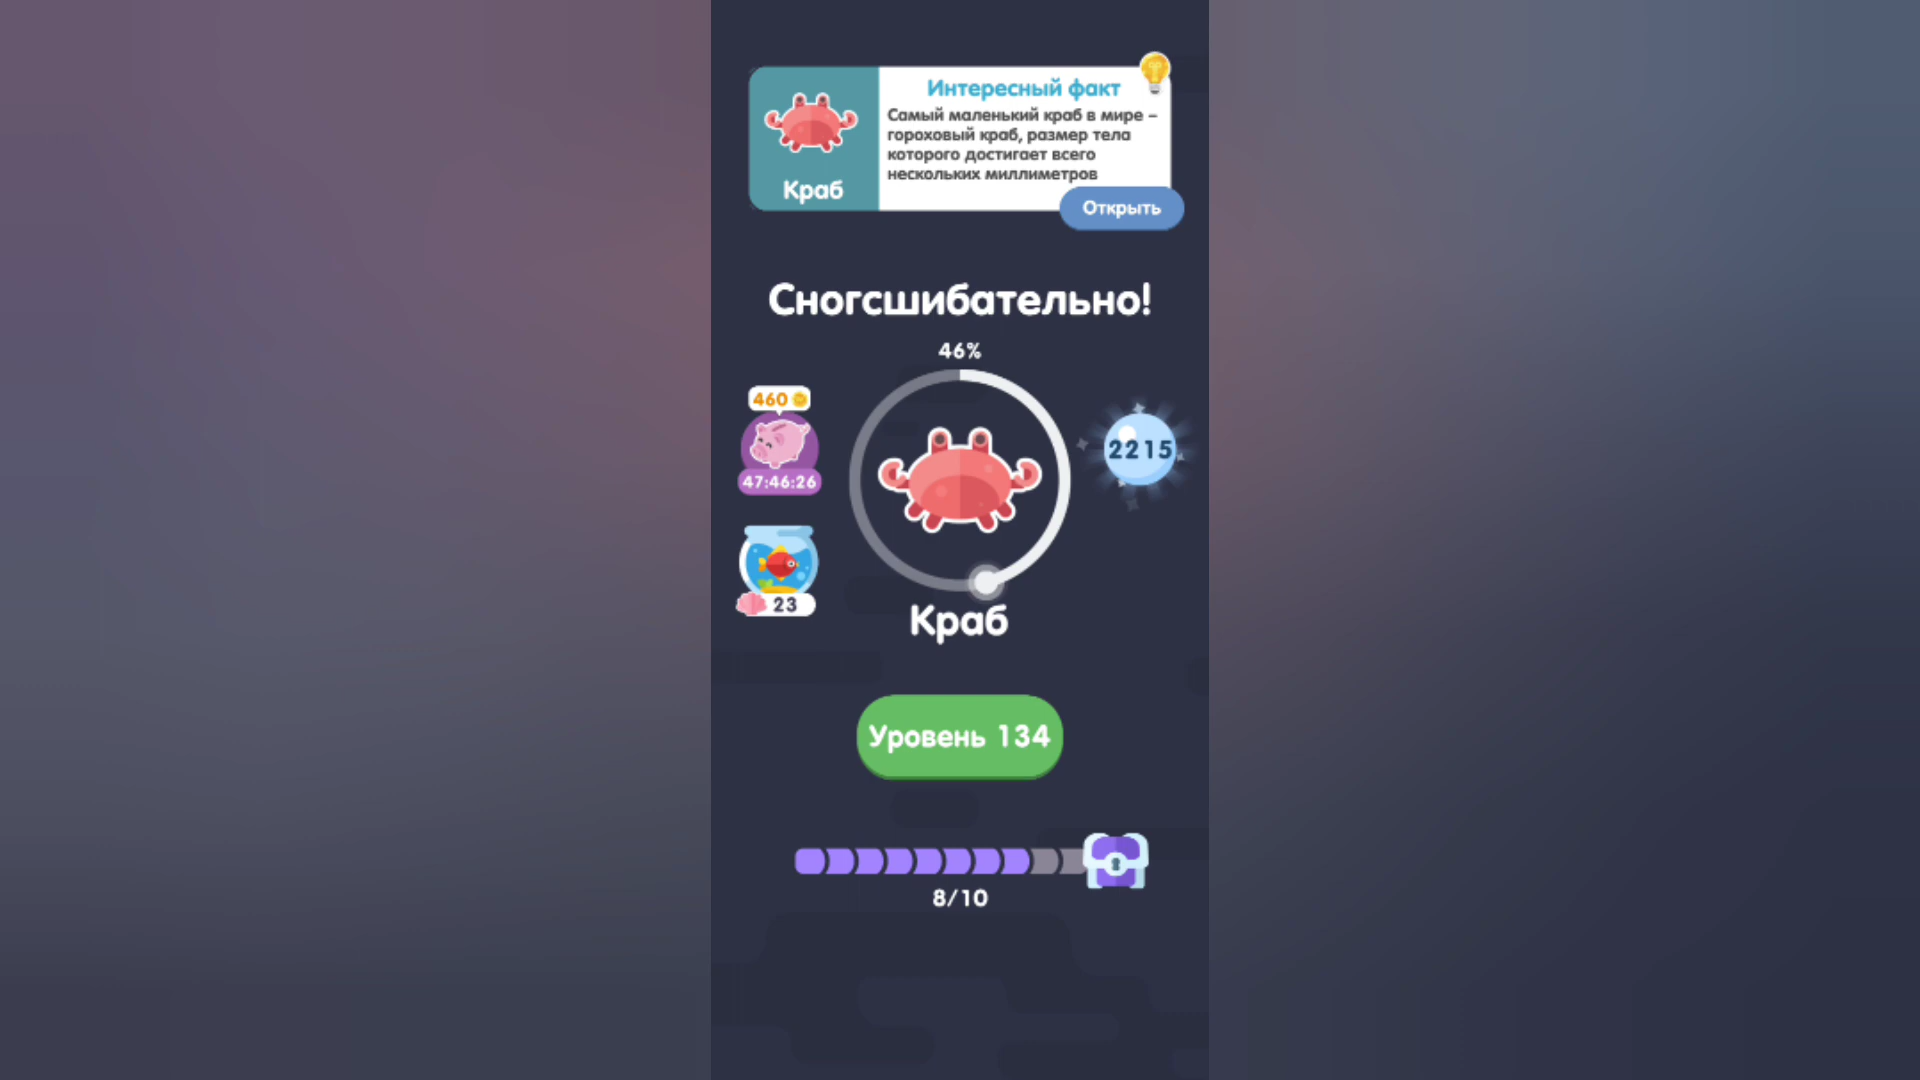 Интересный факт
Самый маленький краб в мире –
гороховый краб, размер тела
которого достигает всего
нескольких миллиметров
Краб
Открыть
Сногсшибательно!
46%
460
2215
47:46:26
23
Краб
Уровень 134
8/10